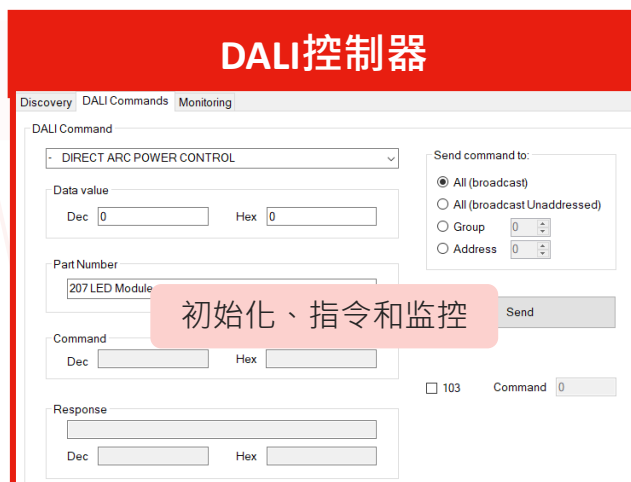 DALI控制器
Discovery DALI Commands Monitoring
DALI Command
- DIRECT ARC POWER CONTROL
Data value
Dec 0 Hex 0
Part Number
207 LED Module
Command
Dec Hex
Response
Dec Hex
Send command to:
All (broadcast)
All (broadcast Unaddressed)
Group 0
Address 0
Send
103 Command 0
初始化、指令和监控